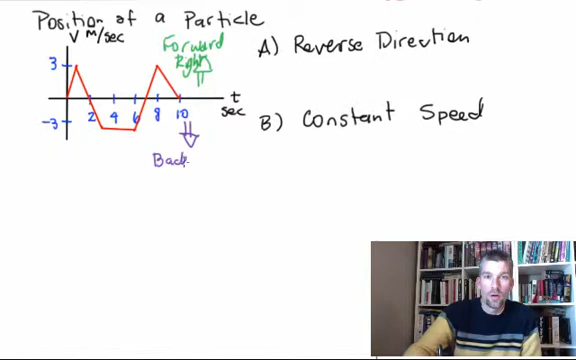 Position of a Particle
V m/sec
Forward
Right
3
-3
2 4 6 8 10
t
sec
Back
A) Reverse Direction
B) Constant Speed